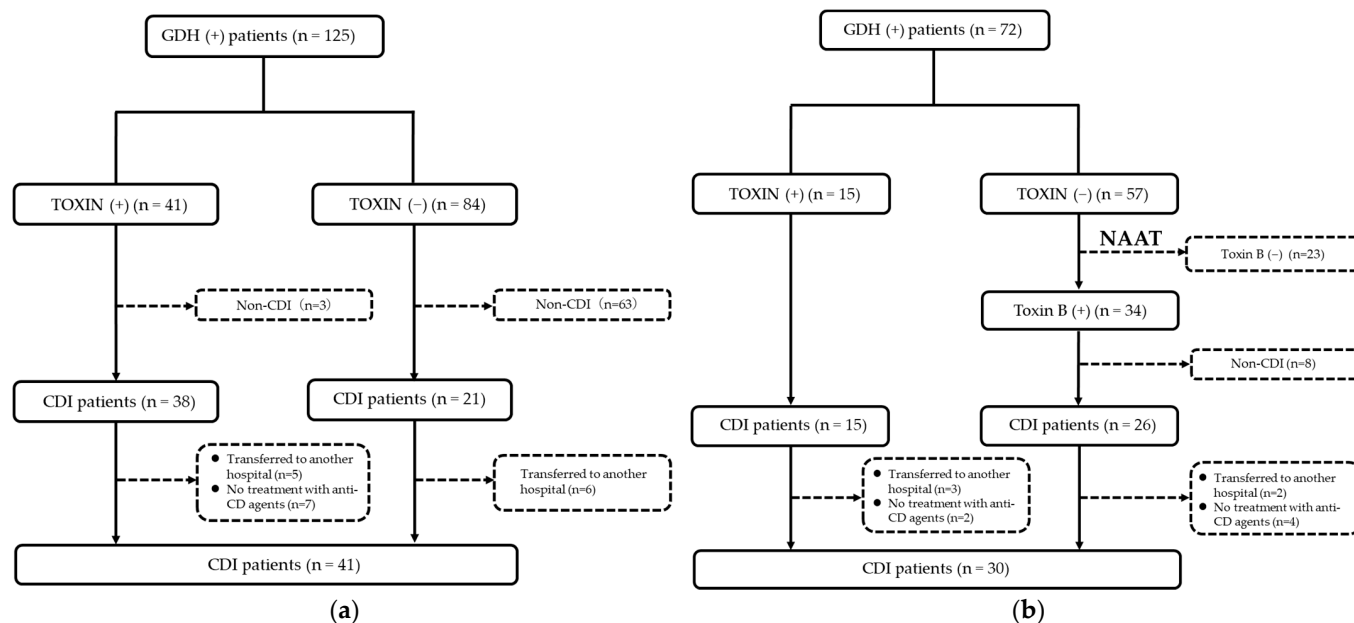 GDH (+) patients (n = 125)
TOXIN (+) (n = 41)
TOXIN (−) (n = 84)
Non-CDI (n=3)
Non-CDI (n=63)
CDI patients (n = 38)
CDI patients (n = 21)
● Transferred to another
hospital (n=5)
● No treatment with anti-
CD agents (n=7)
Transferred to another
hospital (n=6)
CDI patients (n = 41)
(a)
GDH (+) patients (n = 72)
TOXIN (+) (n = 15)
TOXIN (−) (n = 57)
NAAT
Toxin B (−) (n=23)
Toxin B (+) (n = 34)
Non-CDI (n=8)
CDI patients (n = 15)
CDI patients (n = 26)
● Transferred to another
hospital (n=3)
● No treatment with anti-
CD agents (n=2)
● Transferred to another
hospital (n=2)
● No treatment with anti-
CD agents (n=4)
CDI patients (n = 30)
(b)